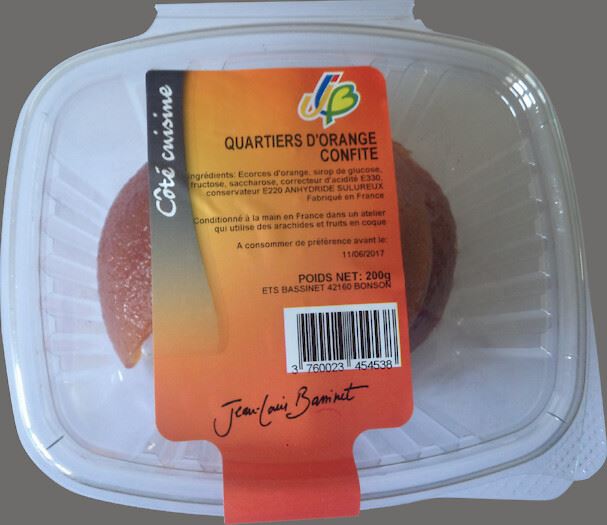 Côté cuisine
JB
QUARTIERS D'ORANGE
CONFITE
Ingrédients: Ecorces d'orange, sirop de glucose,
fructose, saccharose, correcteur d'acidité E330,
conservateur E220 ANHYDRIDE SULUREUX
Fabriqué en France
Conditionné à la main en France dans un atelier
qui utilise des arachides et fruits en coque
A consommer de préférence avant le:
11/06/2017
POIDS NET: 200g
ETS BASSINET 42160 BONSON
3 760023 454538
Jean-Louis Bassinet